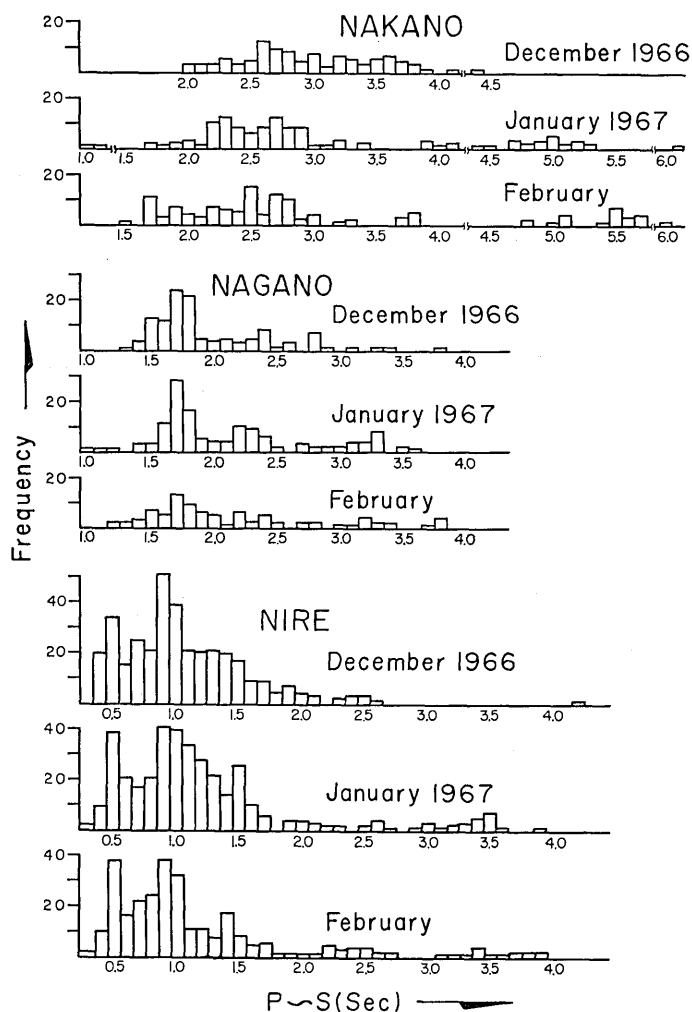 NAKANO
20
December 1966
2.0 2.5 3.0 3.5 4.0 4.5
20
January 1967
1.0 1.5 2.0 2.5 3.0 3.5 4.0 4.5 5.0 5.5 6.0
20
February
1.5 2.0 2.5 3.0 3.5 4.0 4.5 5.0 5.5 6.0
NAGANO
20
December 1966
1.0 1.5 2.0 2.5 3.0 3.5 4.0
20
January 1967
1.0 1.5 2.0 2.5 3.0 3.5 4.0
20
February
1.0 1.5 2.0 2.5 3.0 3.5 4.0
Frequency
NIRE
40
December 1966
20
0.5 1.0 1.5 2.0 2.5 3.0 3.5 4.0
40
January 1967
20
0.5 1.0 1.5 2.0 2.5 3.0 3.5 4.0
40
February
20
0.5 1.0 1.5 2.0 2.5 3.0 3.5 4.0
P~S(Sec)